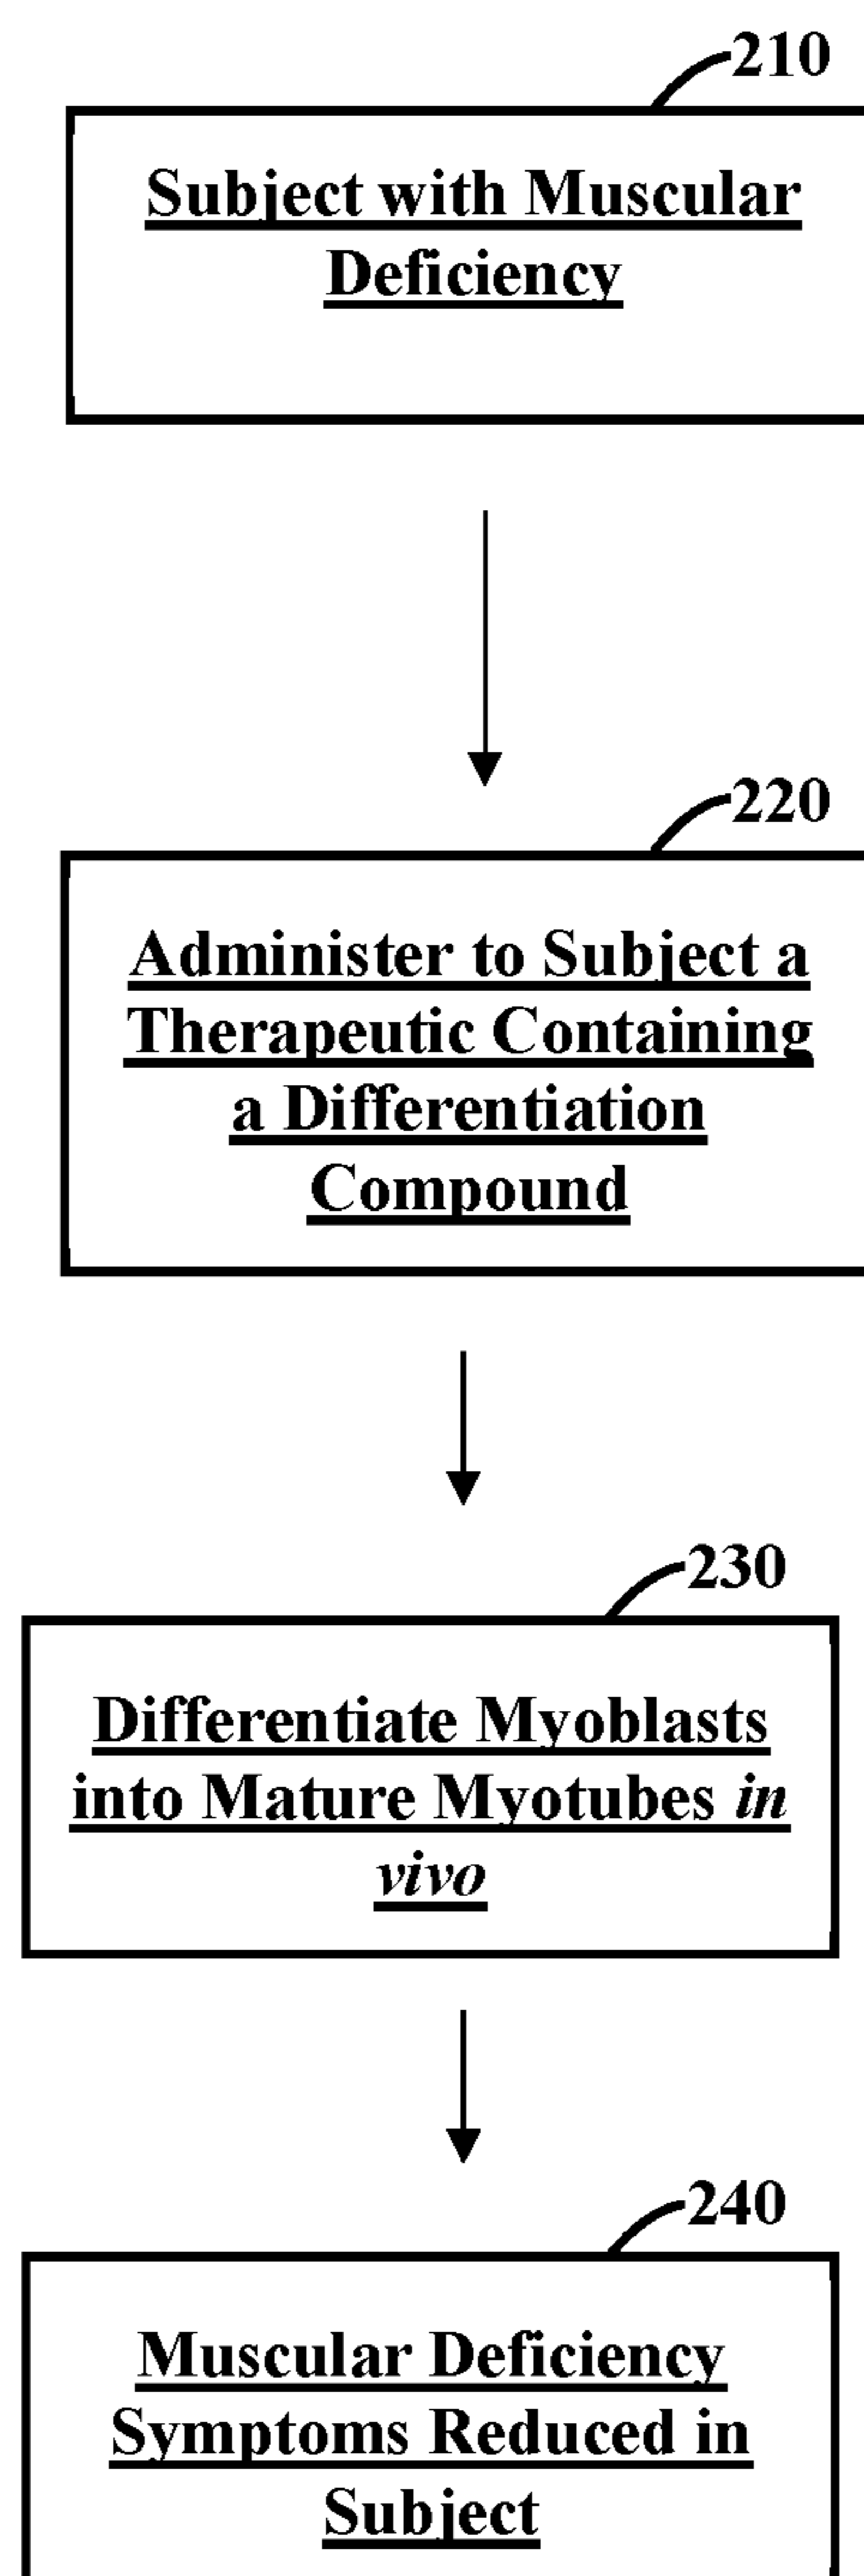 210
Subject with Muscular
Deficiency
220
Administer to Subject a
Therapeutic Containing
a Differentiation
Compound
230
Differentiate Myoblasts
into Mature Myotubes in
vivo
240
Muscular Deficiency
Symptoms Reduced in
Subject